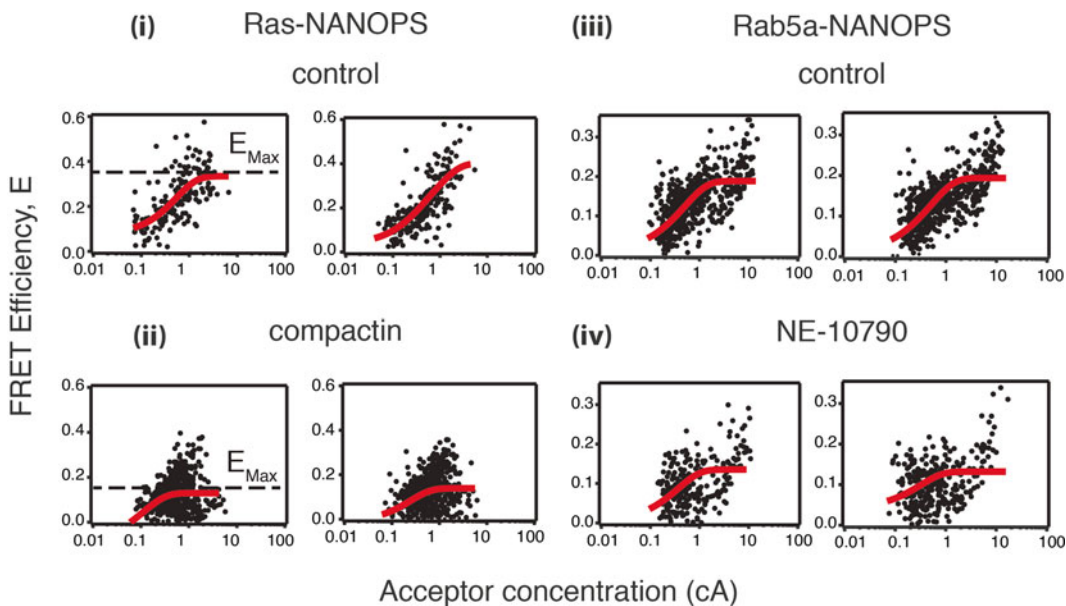 (i) Ras-NANOPS
control
(iii) Rab5a-NANOPS
control
FRET Efficiency, E
0.6
0.4
0.2
0.0
E Max
0.01 0.1 1 10 100
0.6
0.4
0.2
0.0
0.01 0.1 1 10 100
0.3
0.2
0.1
0.0
0.01 0.1 1 10 100
0.3
0.2
0.1
0.0
0.01 0.1 1 10 100
(ii) compactin
(iv) NE-10790
0.6
0.4
0.2
0.0
E Max
0.01 0.1 1 10 100
0.6
0.4
0.2
0.0
0.01 0.1 1 10 100
0.3
0.2
0.1
0.0
0.01 0.1 1 10 100
0.3
0.2
0.1
0.0
0.01 0.1 1 10 100
Acceptor concentration (cA)